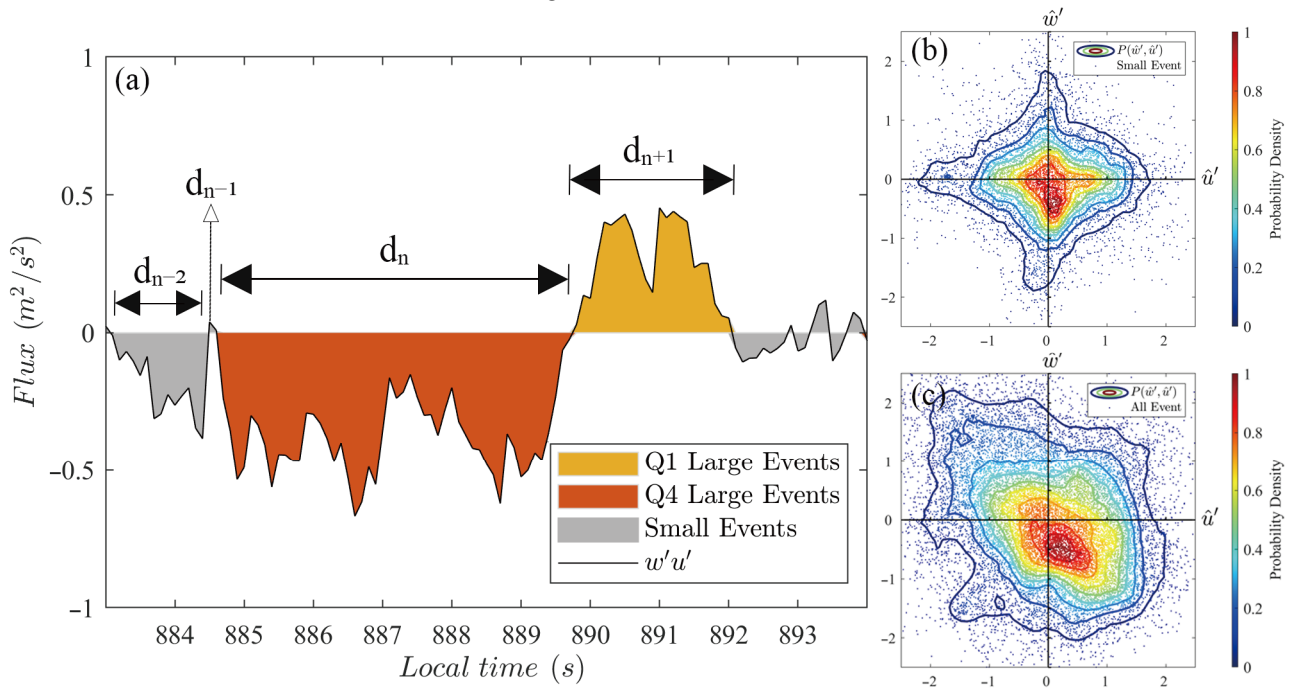 (a)
1
0.5
0
−0.5
−1
Flux (m²/s²)
dₙ₋₂
dₙ₋₁
dₙ
dₙ₊₁
Q1 Large Events
Q4 Large Events
Small Events
w′u′
884 885 886 887 888 889 890 891 892 893
Local time (s)
(b)
ŵ′
û′
P(ŵ′, û′)
Small Event
2
1
0
-1
-2
-2 -1 0 1 2
1
0.8
0.6
0.4
0.2
0
Probability Density
(c)
ŵ′
û′
P(ŵ′, û′)
All Event
2
1
0
-1
-2
-2 -1 0 1 2
1
0.8
0.6
0.4
0.2
0
Probability Density